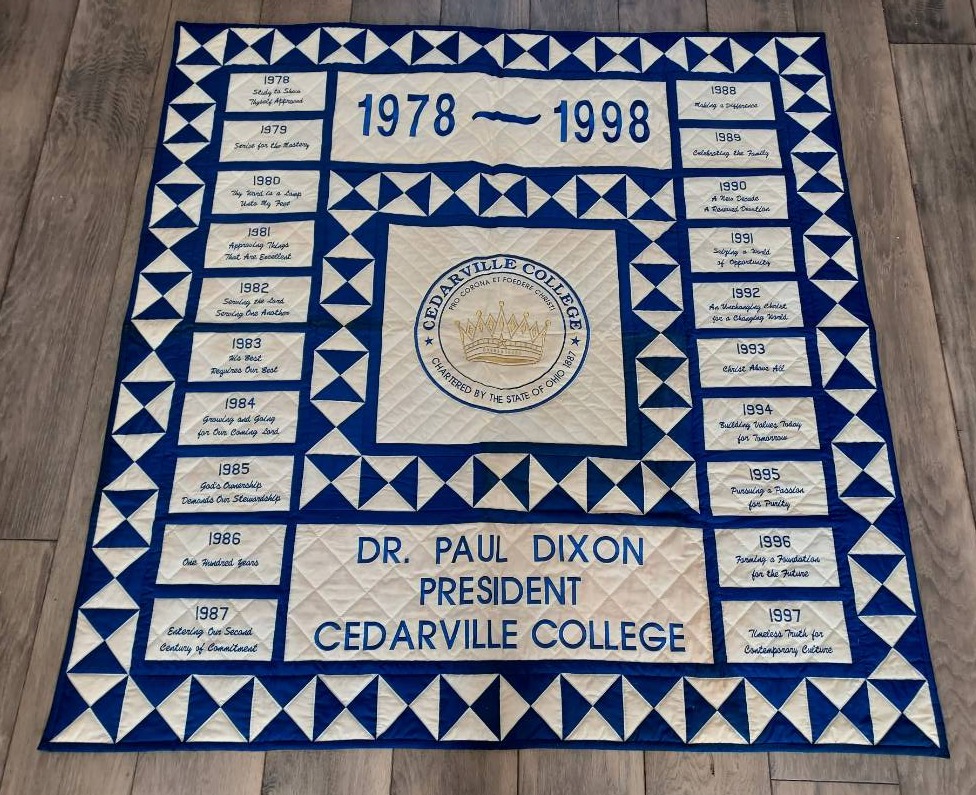 1978 ~ 1998
1978
Study to Show
Thyself Approved
1979
Strive for the Mastery
1980
Thy Word is a Lamp
Unto My Feet
1981
Approving Things
That Are Excellent
1982
Serving the Lord
Serving One Another
1983
His Best
Requires Our Best
1984
Growing and Going
for Our Coming Lord
1985
God's Ownership
Demands Our Stewardship
1986
One Hundred Years
1987
Entering Our Second
Century of Commitment
CEDARVILLE COLLEGE
PRO CORONA ET FOEDERE CHRISTI
CHARTERED BY THE STATE OF OHIO 1887
DR. PAUL DIXON
PRESIDENT
CEDARVILLE COLLEGE
1988
Making a Difference
1989
Celebrating the Family
1990
A New Decade
A Renewed Devotion
1991
Seizing a World
of Opportunity
1992
An Unchanging Christ
for a Changing World
1993
Christ Above All
1994
Building Values Today
for Tomorrow
1995
Pursuing a Passion
for Purity
1996
Forming a Foundation
for the Future
1997
Timeless Truth for
Contemporary Culture